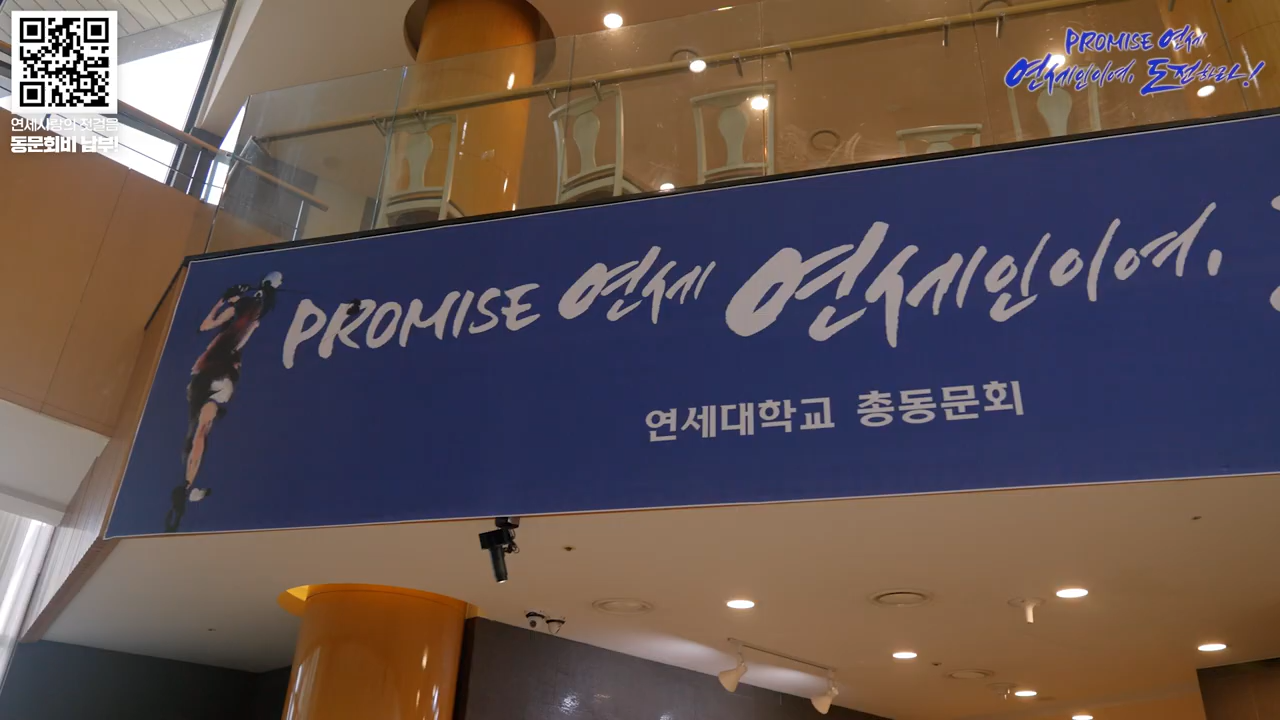 연세사랑의 첫걸음
동문회비 납부!
PROMISE 연세
연세인이여, 도전하라!
PROMISE 연세 연세인이여,
연세대학교 총동문회